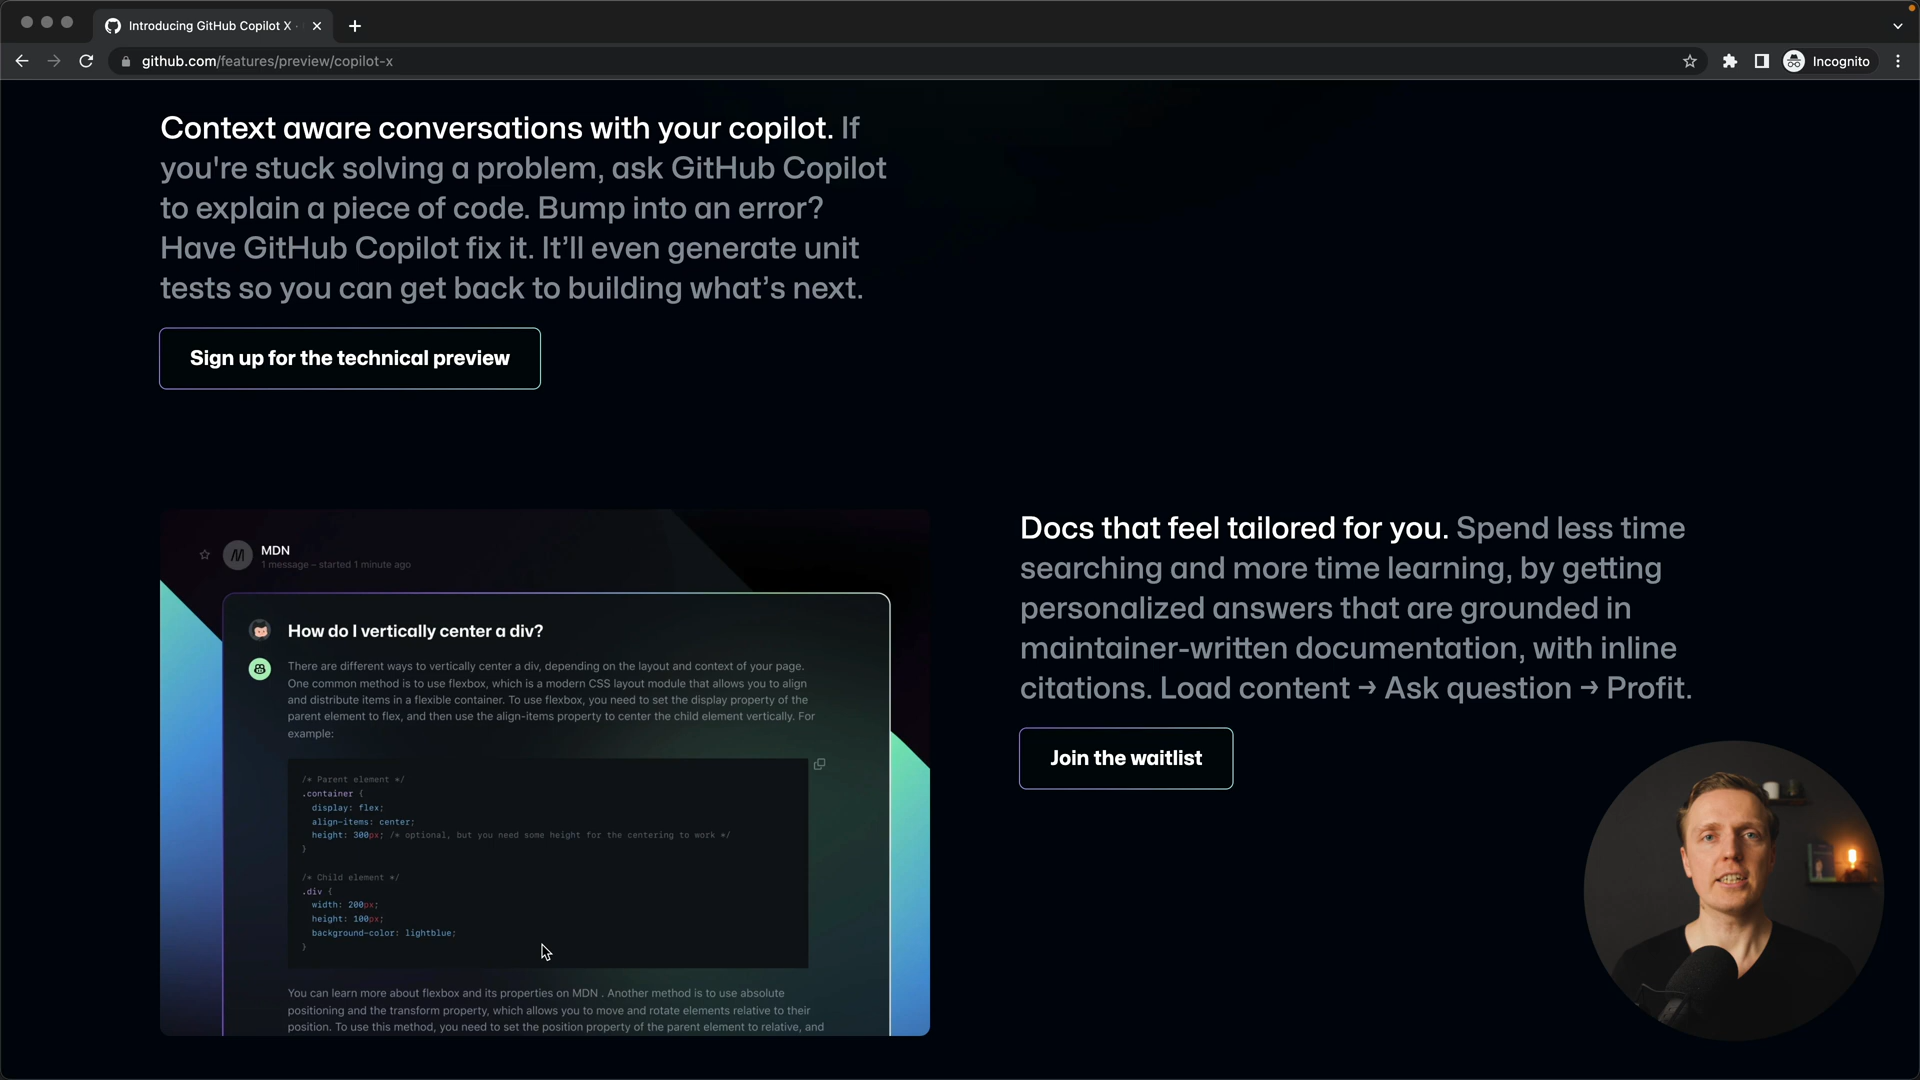 Introducing GitHub Copilot X ·
github.com/features/preview/copilot-x
Incognito
Context aware conversations with your copilot. If
you're stuck solving a problem, ask GitHub Copilot
to explain a piece of code. Bump into an error?
Have GitHub Copilot fix it. It’ll even generate unit
tests so you can get back to building what’s next.
Sign up for the technical preview
MDN
1 message – started 1 minute ago
How do I vertically center a div?
There are different ways to vertically center a div, depending on the layout and context of your page.
One common method is to use flexbox, which is a modern CSS layout module that allows you to align
and distribute items in a flexible container. To use flexbox, you need to set the display property of the
parent element to flex, and then use the align-items property to center the child element vertically. For
example:
/* Parent element */
.container {
display: flex;
align-items: center;
height: 300px; /* optional, but you need some height for the centering to work */
}
/* Child element */
.div {
width: 200px;
height: 100px;
background-color: lightblue;
}
You can learn more about flexbox and its properties on MDN . Another method is to use absolute
positioning and the transform property, which allows you to move and rotate elements relative to their
position. To use this method, you need to set the position property of the parent element to relative, and
Docs that feel tailored for you. Spend less time
searching and more time learning, by getting
personalized answers that are grounded in
maintainer-written documentation, with inline
citations. Load content → Ask question → Profit.
Join the waitlist